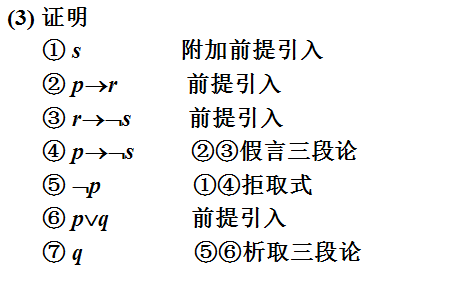 (3) 证明
① s 附加前提引入
② p→r 前提引入
③ r→¬s 前提引入
④ p→¬s ②③假言三段论
⑤ ¬p ①④拒取式
⑥ p∨q 前提引入
⑦ q ⑤⑥析取三段论